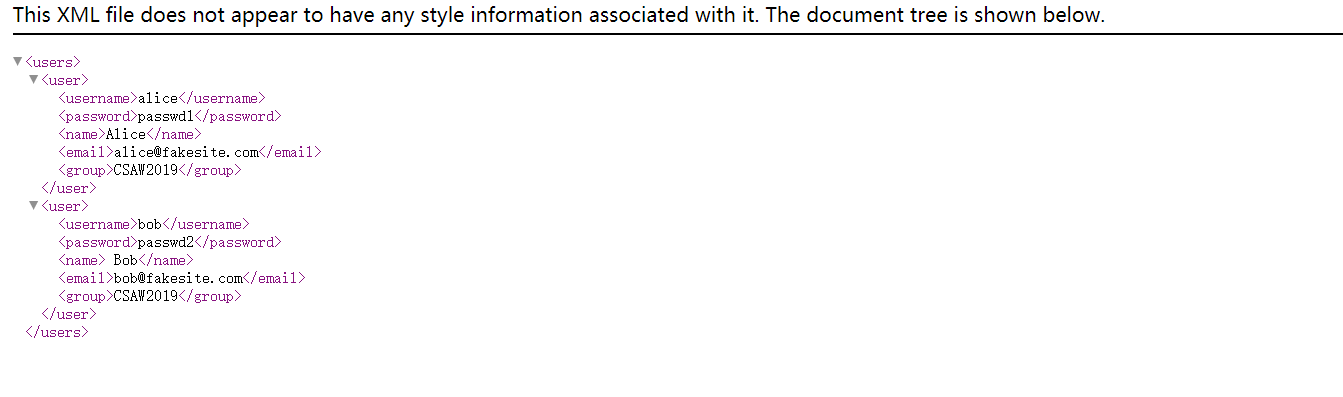 This XML file does not appear to have any style information associated with it. The document tree is shown below.
▼<users>
▼<user>
<username>alice</username>
<password>passwd1</password>
<name>Alice</name>
<email>alice@fakesite.com</email>
<group>CSAW2019</group>
</user>
▼<user>
<username>bob</username>
<password>passwd2</password>
<name> Bob</name>
<email>bob@fakesite.com</email>
<group>CSAW2019</group>
</user>
</users>